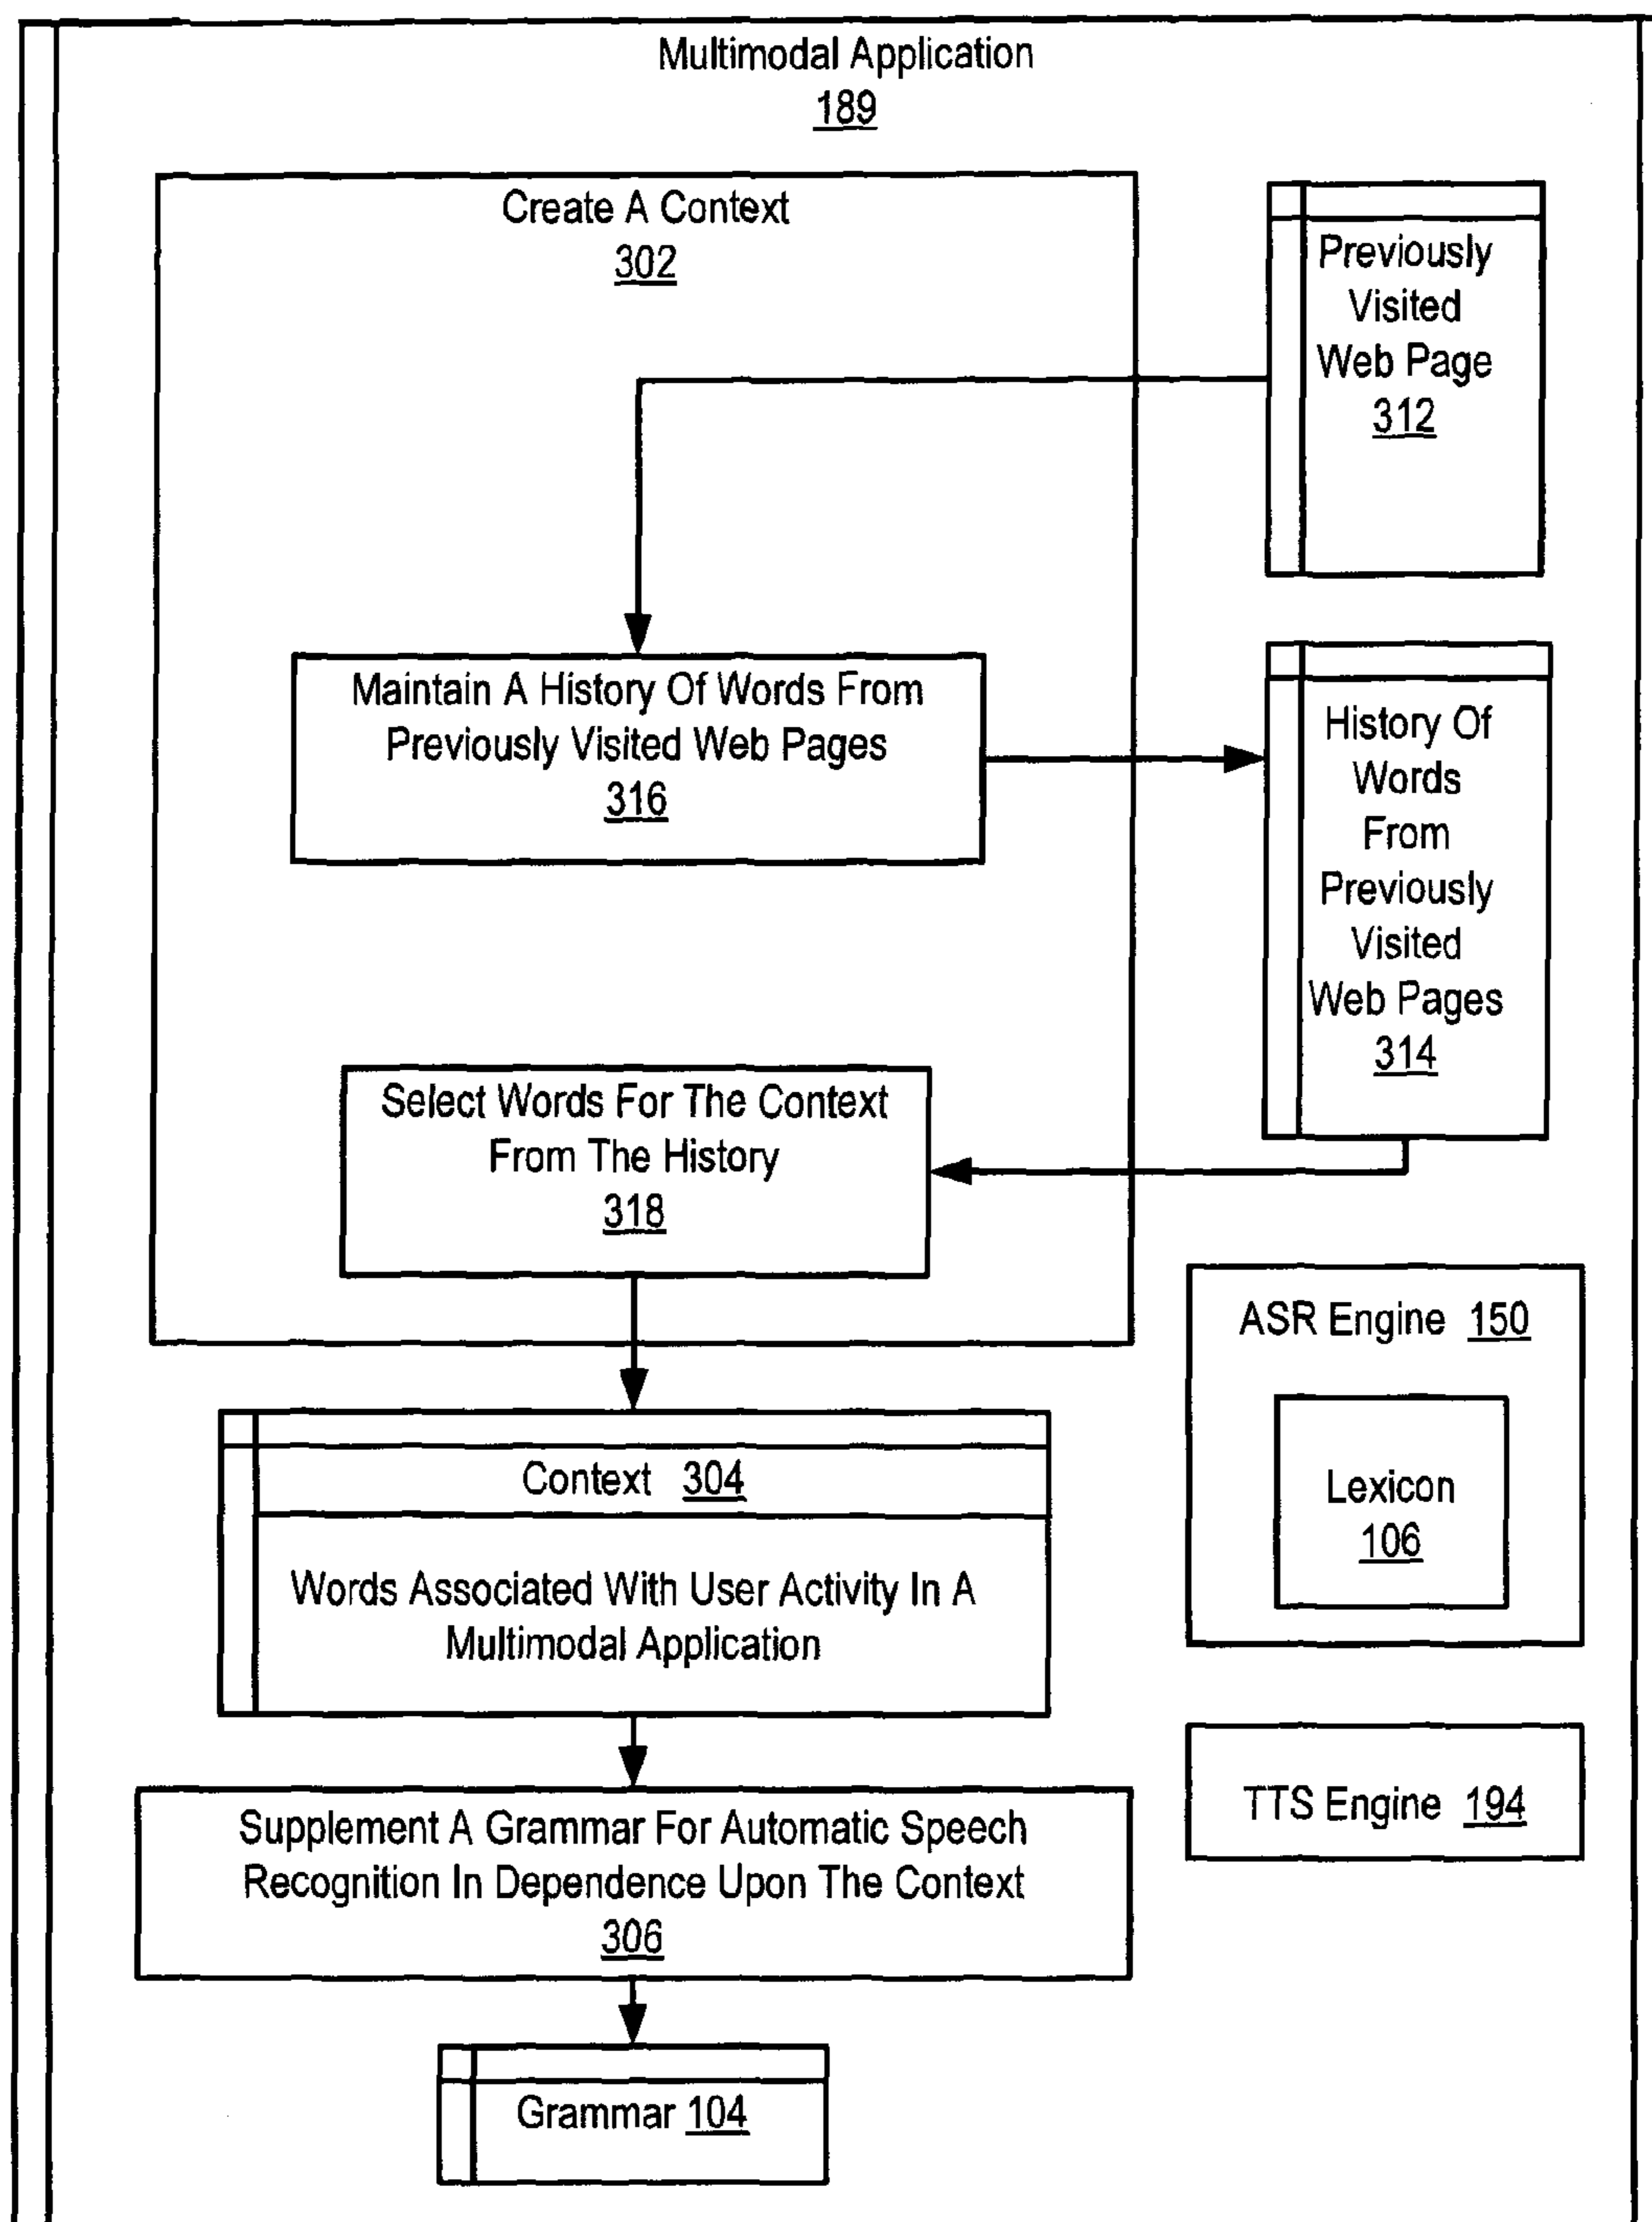 Multimodal Application
189
Create A Context
302
Previously
Visited
Web Page
312
Maintain A History Of Words From
Previously Visited Web Pages
316
History Of
Words
From
Previously
Visited
Web Pages
314
Select Words For The Context
From The History
318
ASR Engine 150
Lexicon
106
Context 304
Words Associated With User Activity In A
Multimodal Application
TTS Engine 194
Supplement A Grammar For Automatic Speech
Recognition In Dependence Upon The Context
306
Grammar 104